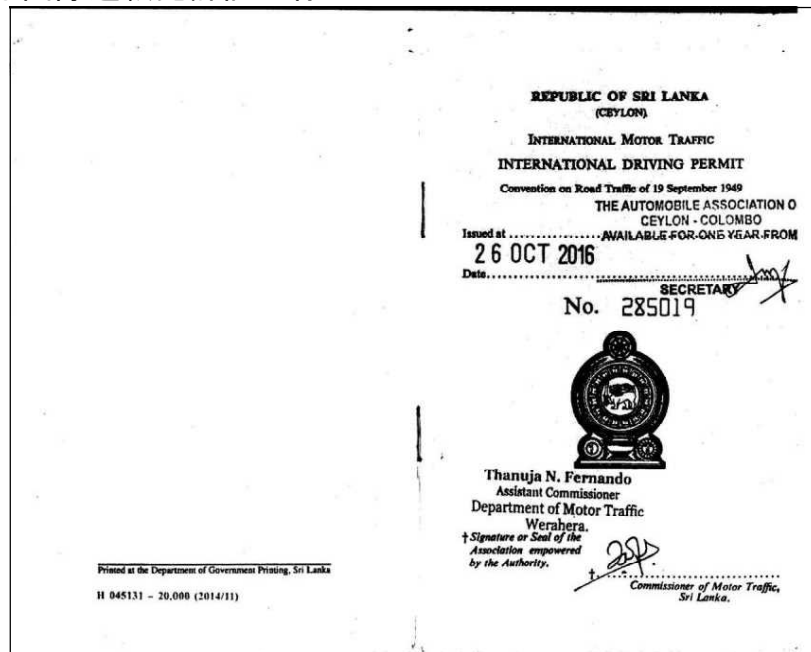 REPUBLIC OF SRI LANKA
(CEYLON)
INTERNATIONAL MOTOR TRAFFIC
INTERNATIONAL DRIVING PERMIT
Convention on Road Traffic of 19 September 1949
THE AUTOMOBILE ASSOCIATION O
CEYLON - COLOMBO
Issued at ................ AVAILABLE FOR ONE YEAR FROM
26 OCT 2016
Date................
SECRETARY
No. 285019
Thanuja N. Fernando
Assistant Commissioner
Department of Motor Traffic
Werahera.
† Signature or Seal of the
Association empowered
by the Authority.
†................
Commissioner of Motor Traffic,
Sri Lanka.
Printed at the Department of Government Printing, Sri Lanka
H 045131 – 20,000 (2014/11)